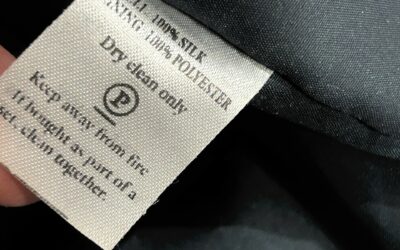 100% SILK
100% POLYESTER
Dry clean only
P
Keep away from fire
If bought as part of a
set, clean together.